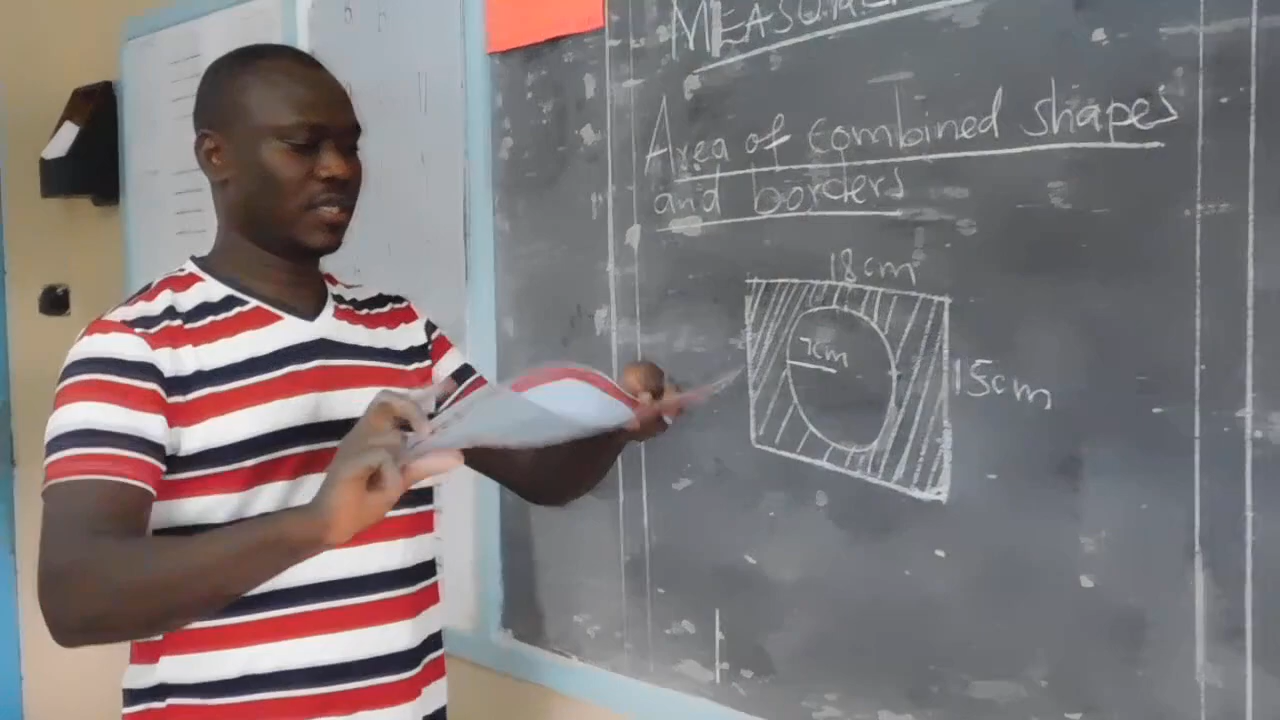 Area of combined shapes
and borders
18cm
7cm
15cm